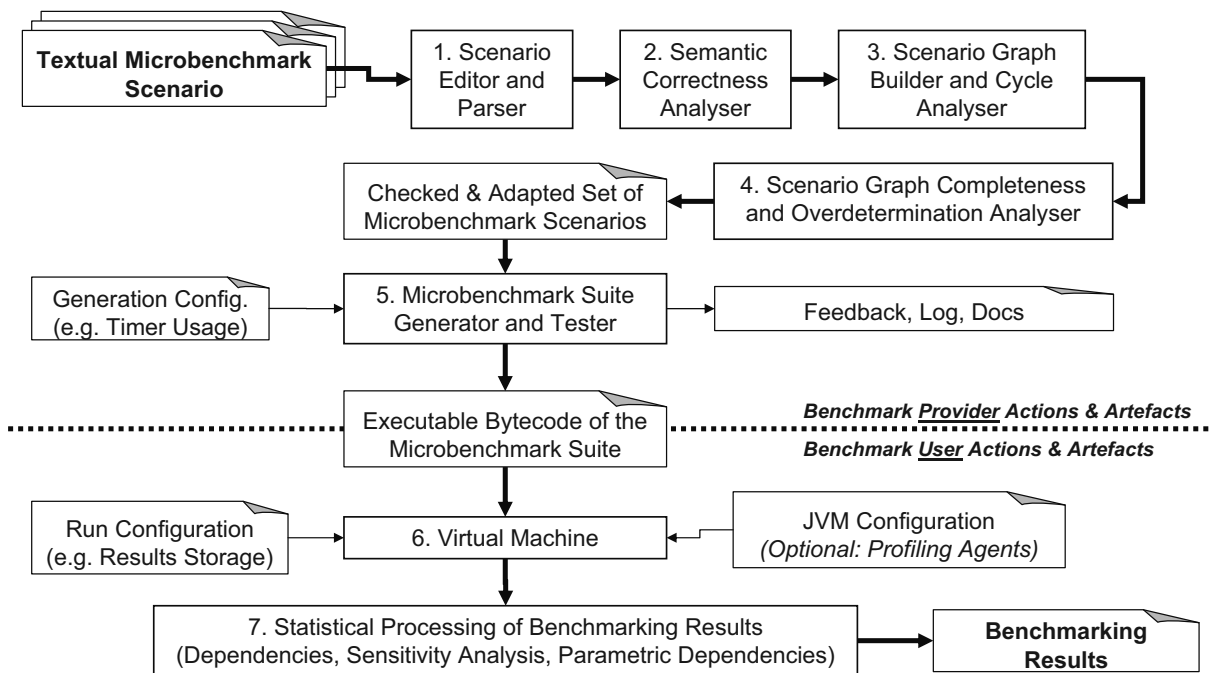 Textual Microbenchmark
Scenario
1. Scenario
Editor and
Parser
2. Semantic
Correctness
Analyser
3. Scenario Graph
Builder and Cycle
Analyser
Checked & Adapted Set of
Microbenchmark Scenarios
4. Scenario Graph Completeness
and Overdetermination Analyser
Generation Config.
(e.g. Timer Usage)
5. Microbenchmark Suite
Generator and Tester
Feedback, Log, Docs
Executable Bytecode of the
Microbenchmark Suite
Benchmark Provider Actions & Artefacts
Benchmark User Actions & Artefacts
Run Configuration
(e.g. Results Storage)
6. Virtual Machine
JVM Configuration
(Optional: Profiling Agents)
7. Statistical Processing of Benchmarking Results
(Dependencies, Sensitivity Analysis, Parametric Dependencies)
Benchmarking
Results